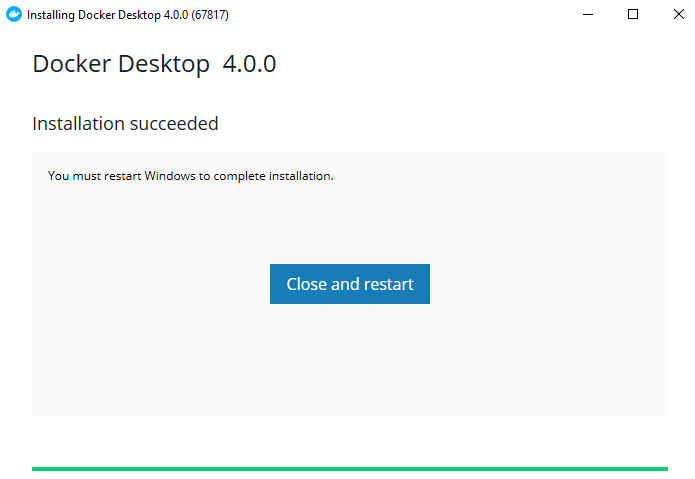 Installing Docker Desktop 4.0.0 (67817)
Docker Desktop 4.0.0
Installation succeeded
You must restart Windows to complete installation.
Close and restart